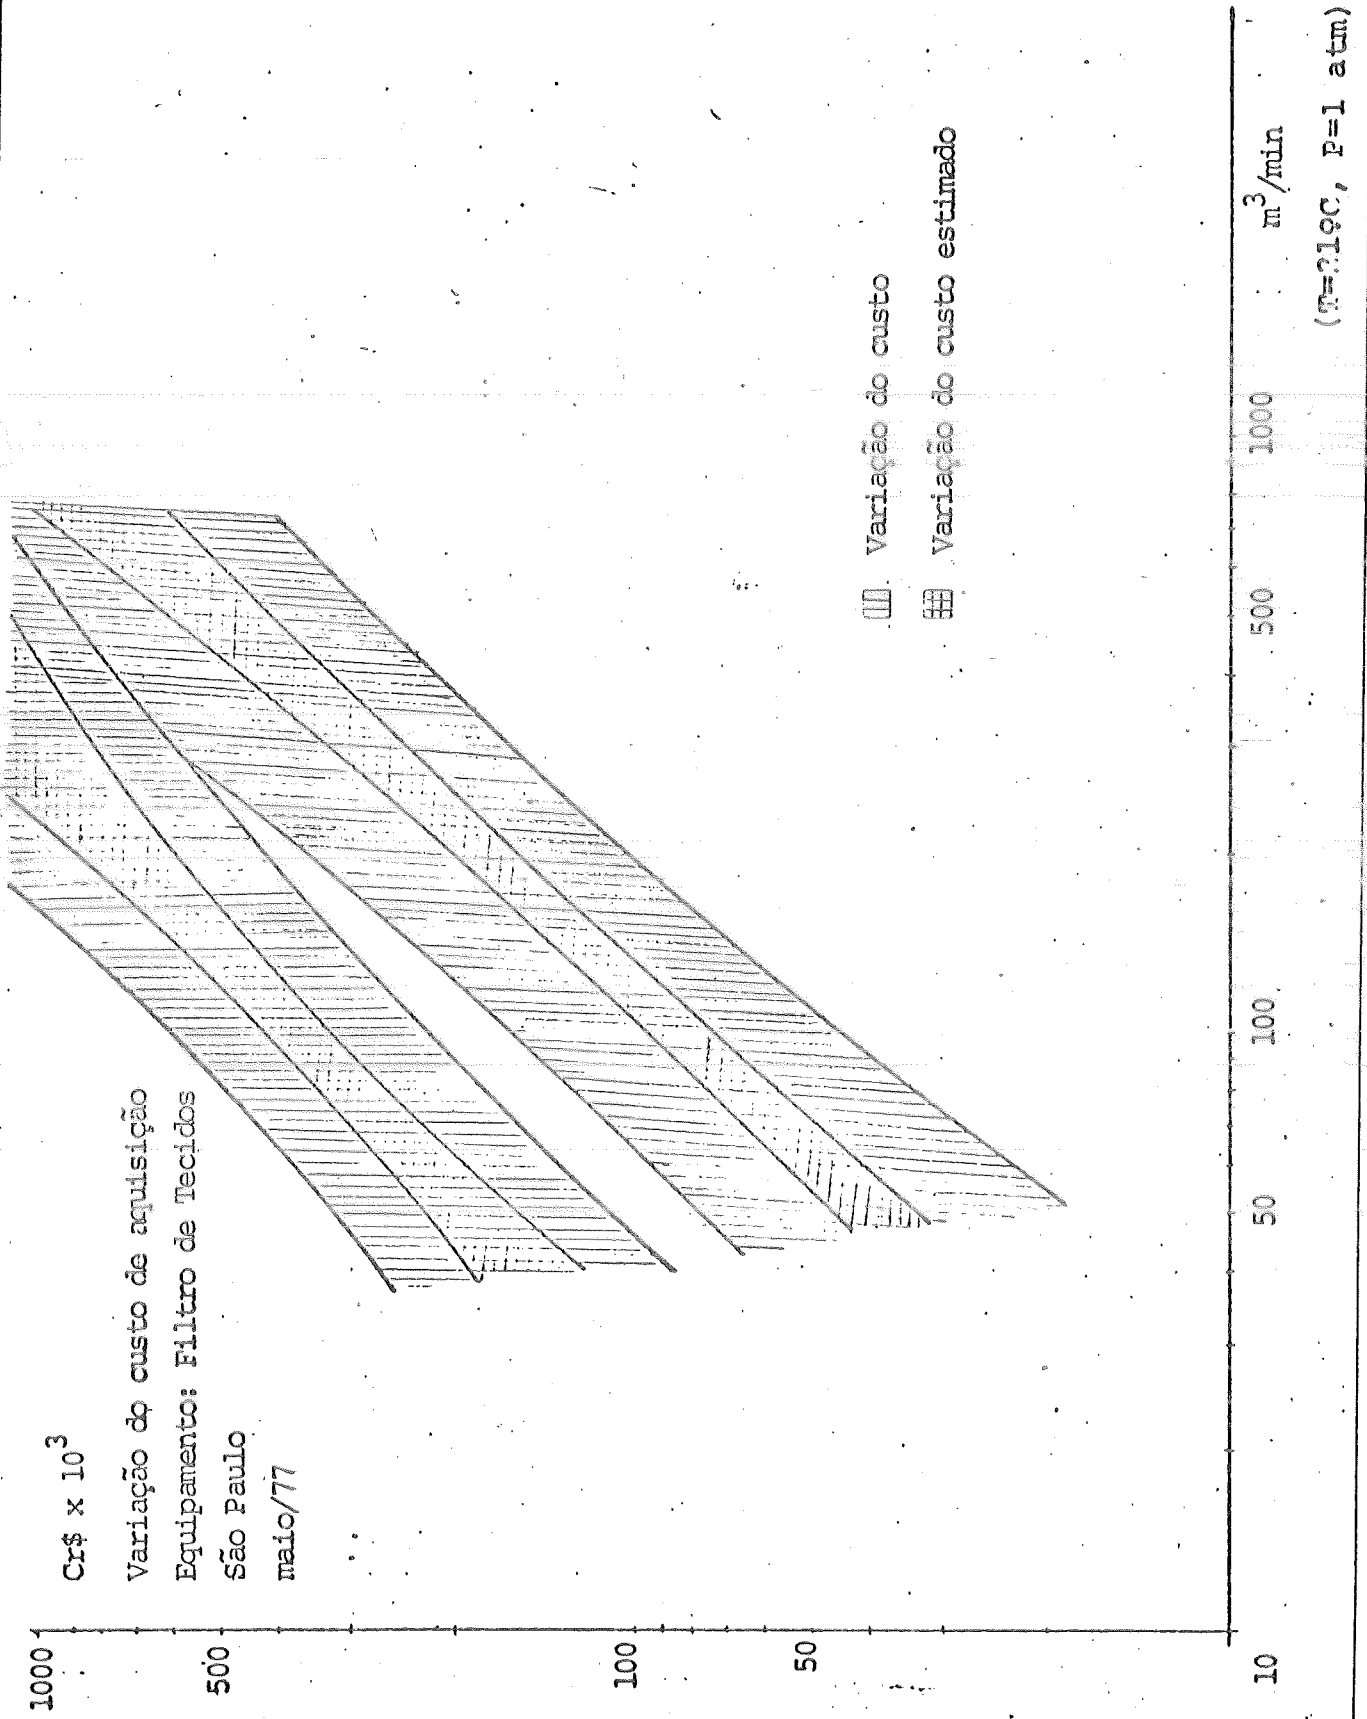 Cr$ x 10³
Variação do custo de aquisição
Equipamento: Filtro de Tecidos
São Paulo
maio/77
1000
500
100
50
10
50
100
500
1000
m³/min
(T=21ºC, P=1 atm)
Variação do custo
Variação do custo estimado